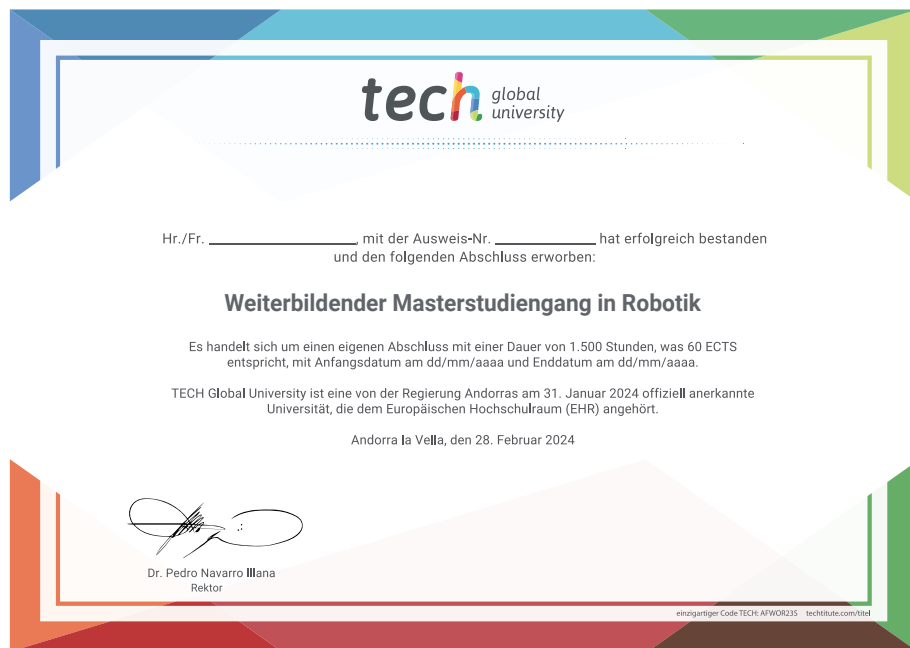 tech global university
Hr./Fr. ____________________, mit der Ausweis-Nr. ______________ hat erfolgreich bestanden
und den folgenden Abschluss erworben:
Weiterbildender Masterstudiengang in Robotik
Es handelt sich um einen eigenen Abschluss mit einer Dauer von 1.500 Stunden, was 60 ECTS
entspricht, mit Anfangsdatum am dd/mm/aaaa und Enddatum am dd/mm/aaaa.
TECH Global University ist eine von der Regierung Andorras am 31. Januar 2024 offiziell anerkannte
Universität, die dem Europäischen Hochschulraum (EHR) angehört.
Andorra la Vella, den 28. Februar 2024
Dr. Pedro Navarro Illana
Rektor
einzigartiger Code TECH: AFWOR23S techtitute.com/titel